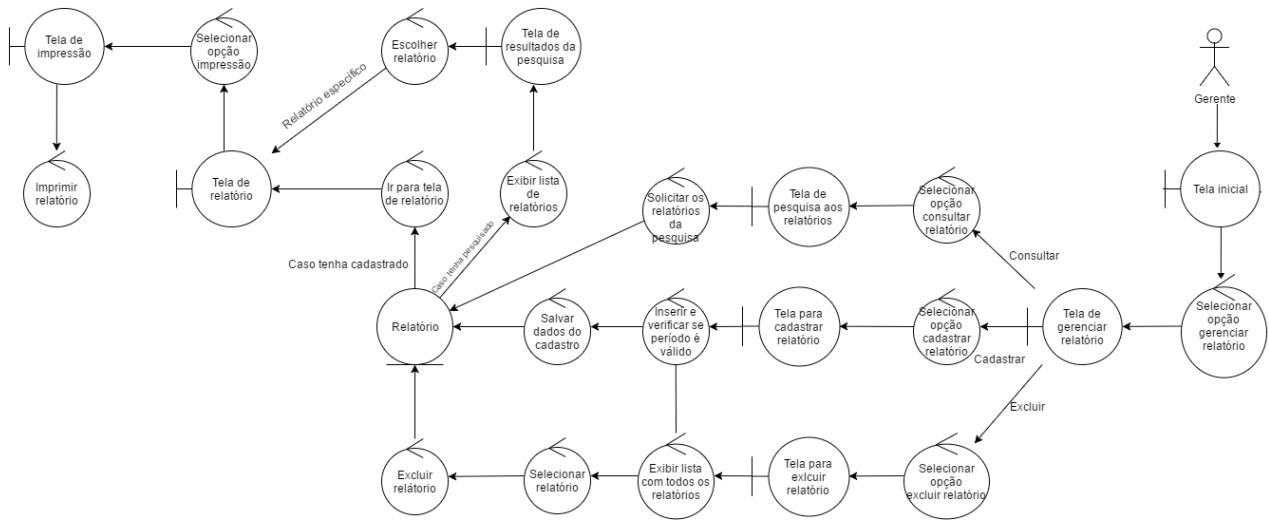 Tela de
impressão
Selecionar
opção
impressão
Escolher
relatório
Tela de
resultados da
pesquisa
Gerente
Relatório específico
Imprimir
relatório
Tela de
relatório
Ir para tela
de relatório
Exibir lista
de
relatórios
Solicitar os
relatórios
da
pesquisa
Tela de
pesquisa aos
relatórios
Selecionar
opção
consultar
relatório
Tela inicial
Caso tenha cadastrado
Caso tenha pesquisado
Consultar
Relatório
Salvar
dados do
cadastro
Inserir e
verificar se
período é
válido
Tela para
cadastrar
relatório
Selecionar
opção
cadastrar
relatório
Cadastrar
Tela de
gerenciar
relatório
Selecionar
opção
gerenciar
relatório
Excluir
Excluir
relátorio
Selecionar
relatório
Exibir lista
com todos os
relatórios
Tela para
exlcuir
relatório
Selecionar
opção
excluir relatório